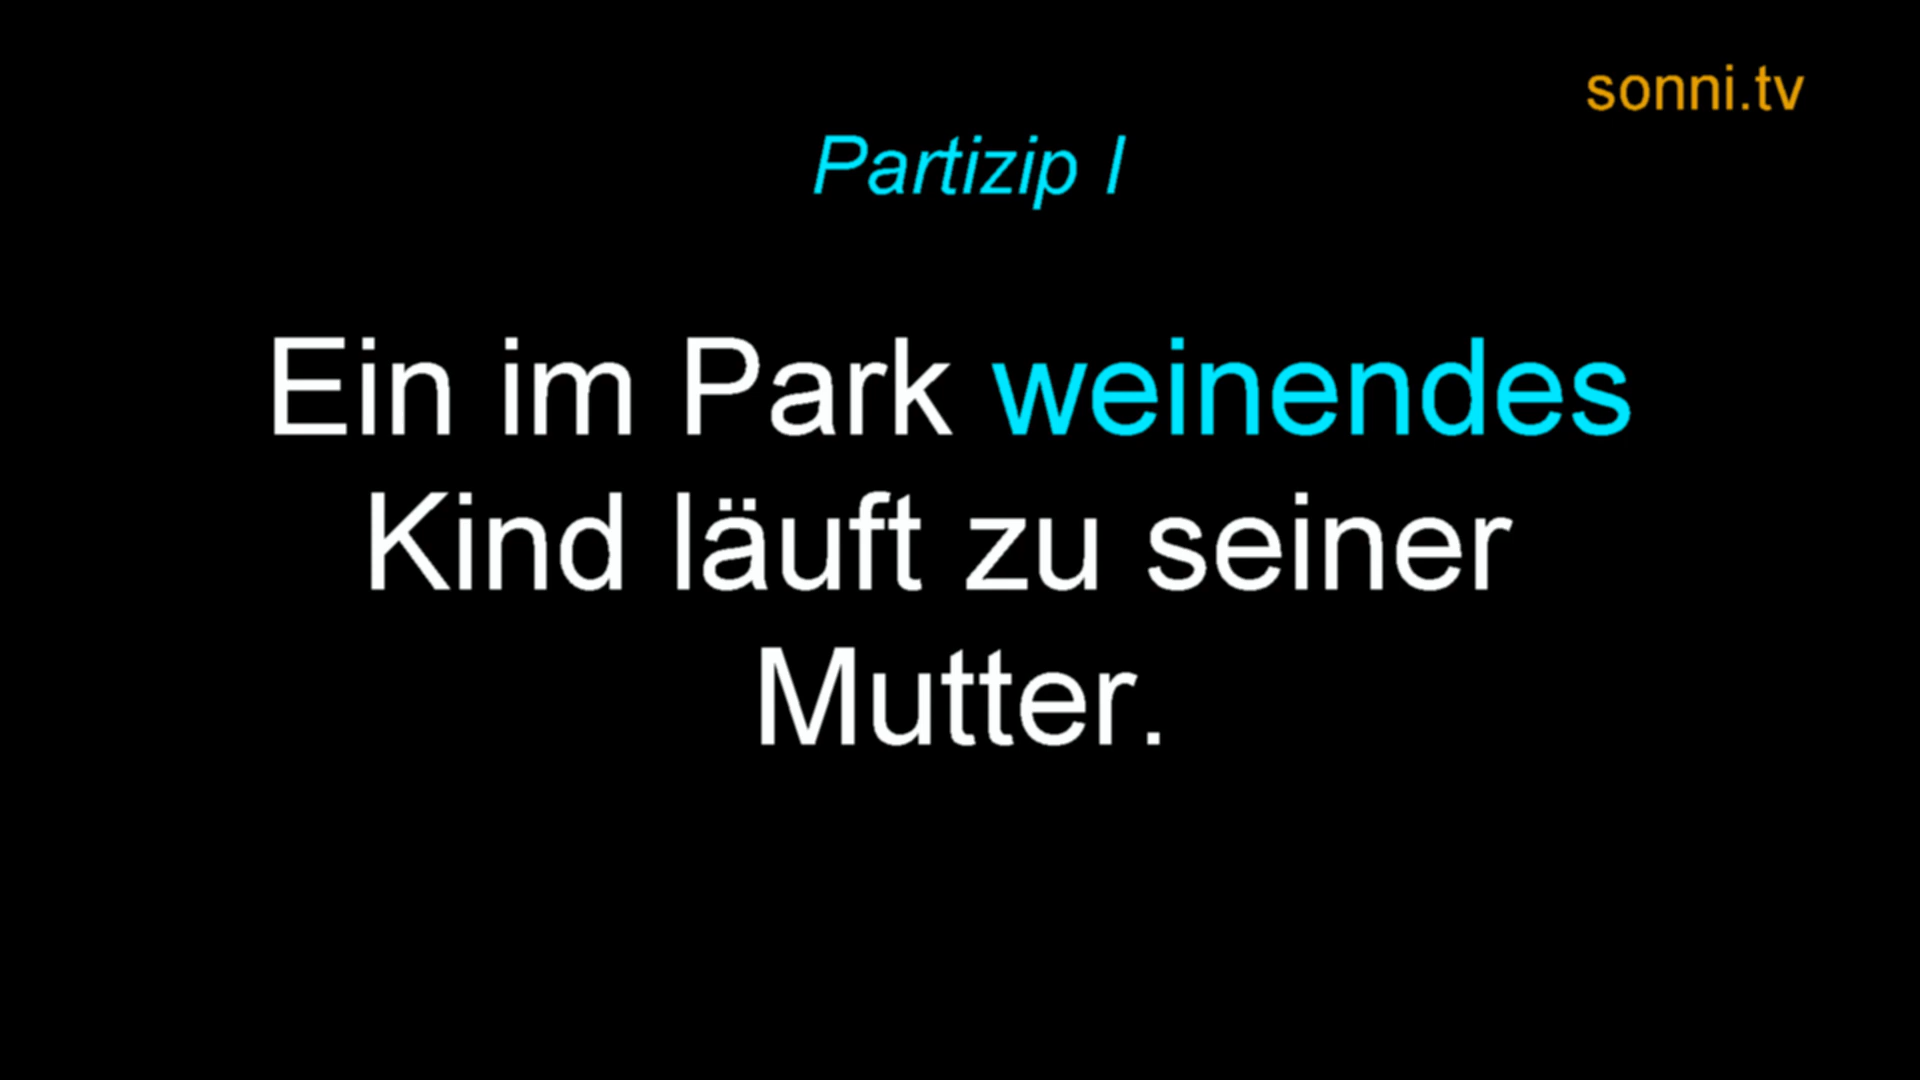 sonni.tv
Partizip I
Ein im Park weinendes
Kind läuft zu seiner
Mutter.